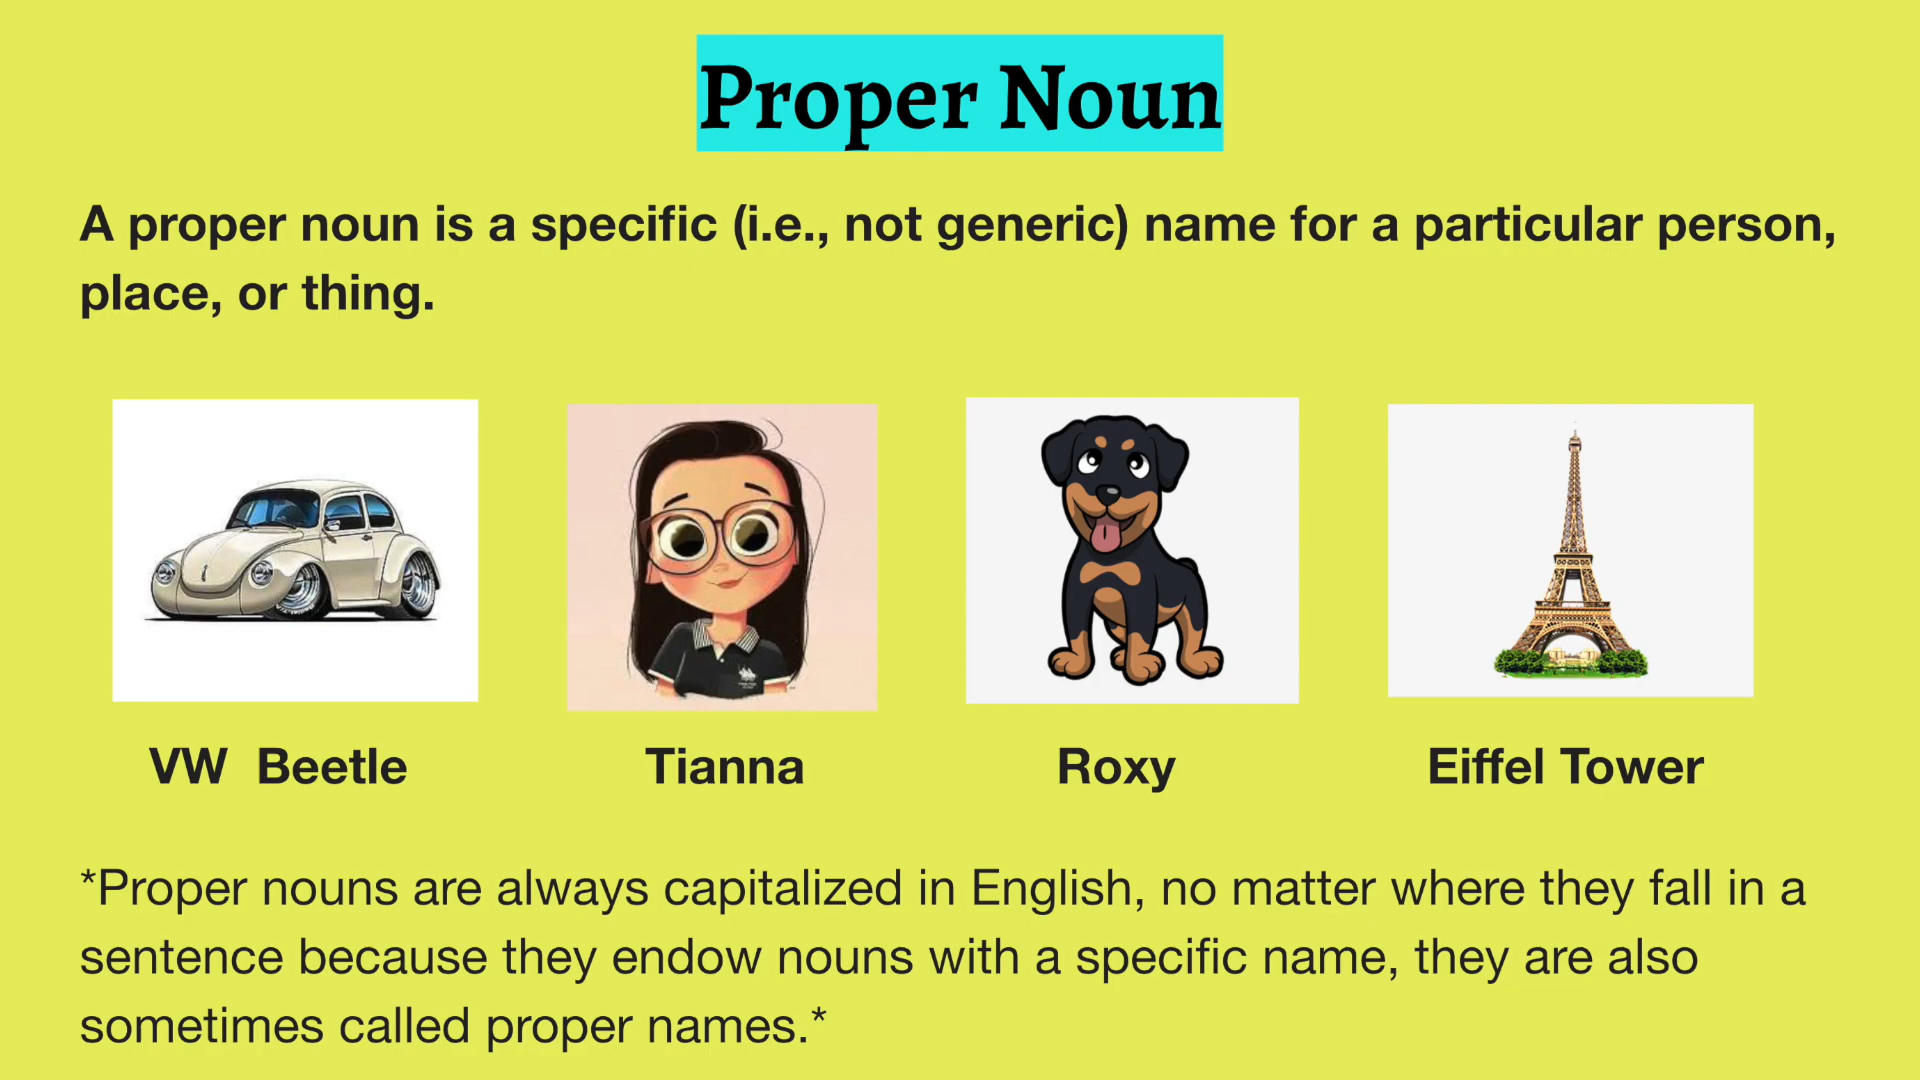 Proper Noun
A proper noun is a specific (i.e., not generic) name for a particular person,
place, or thing.
VW Beetle
Tianna
Roxy
Eiffel Tower
*Proper nouns are always capitalized in English, no matter where they fall in a
sentence because they endow nouns with a specific name, they are also
sometimes called proper names.*